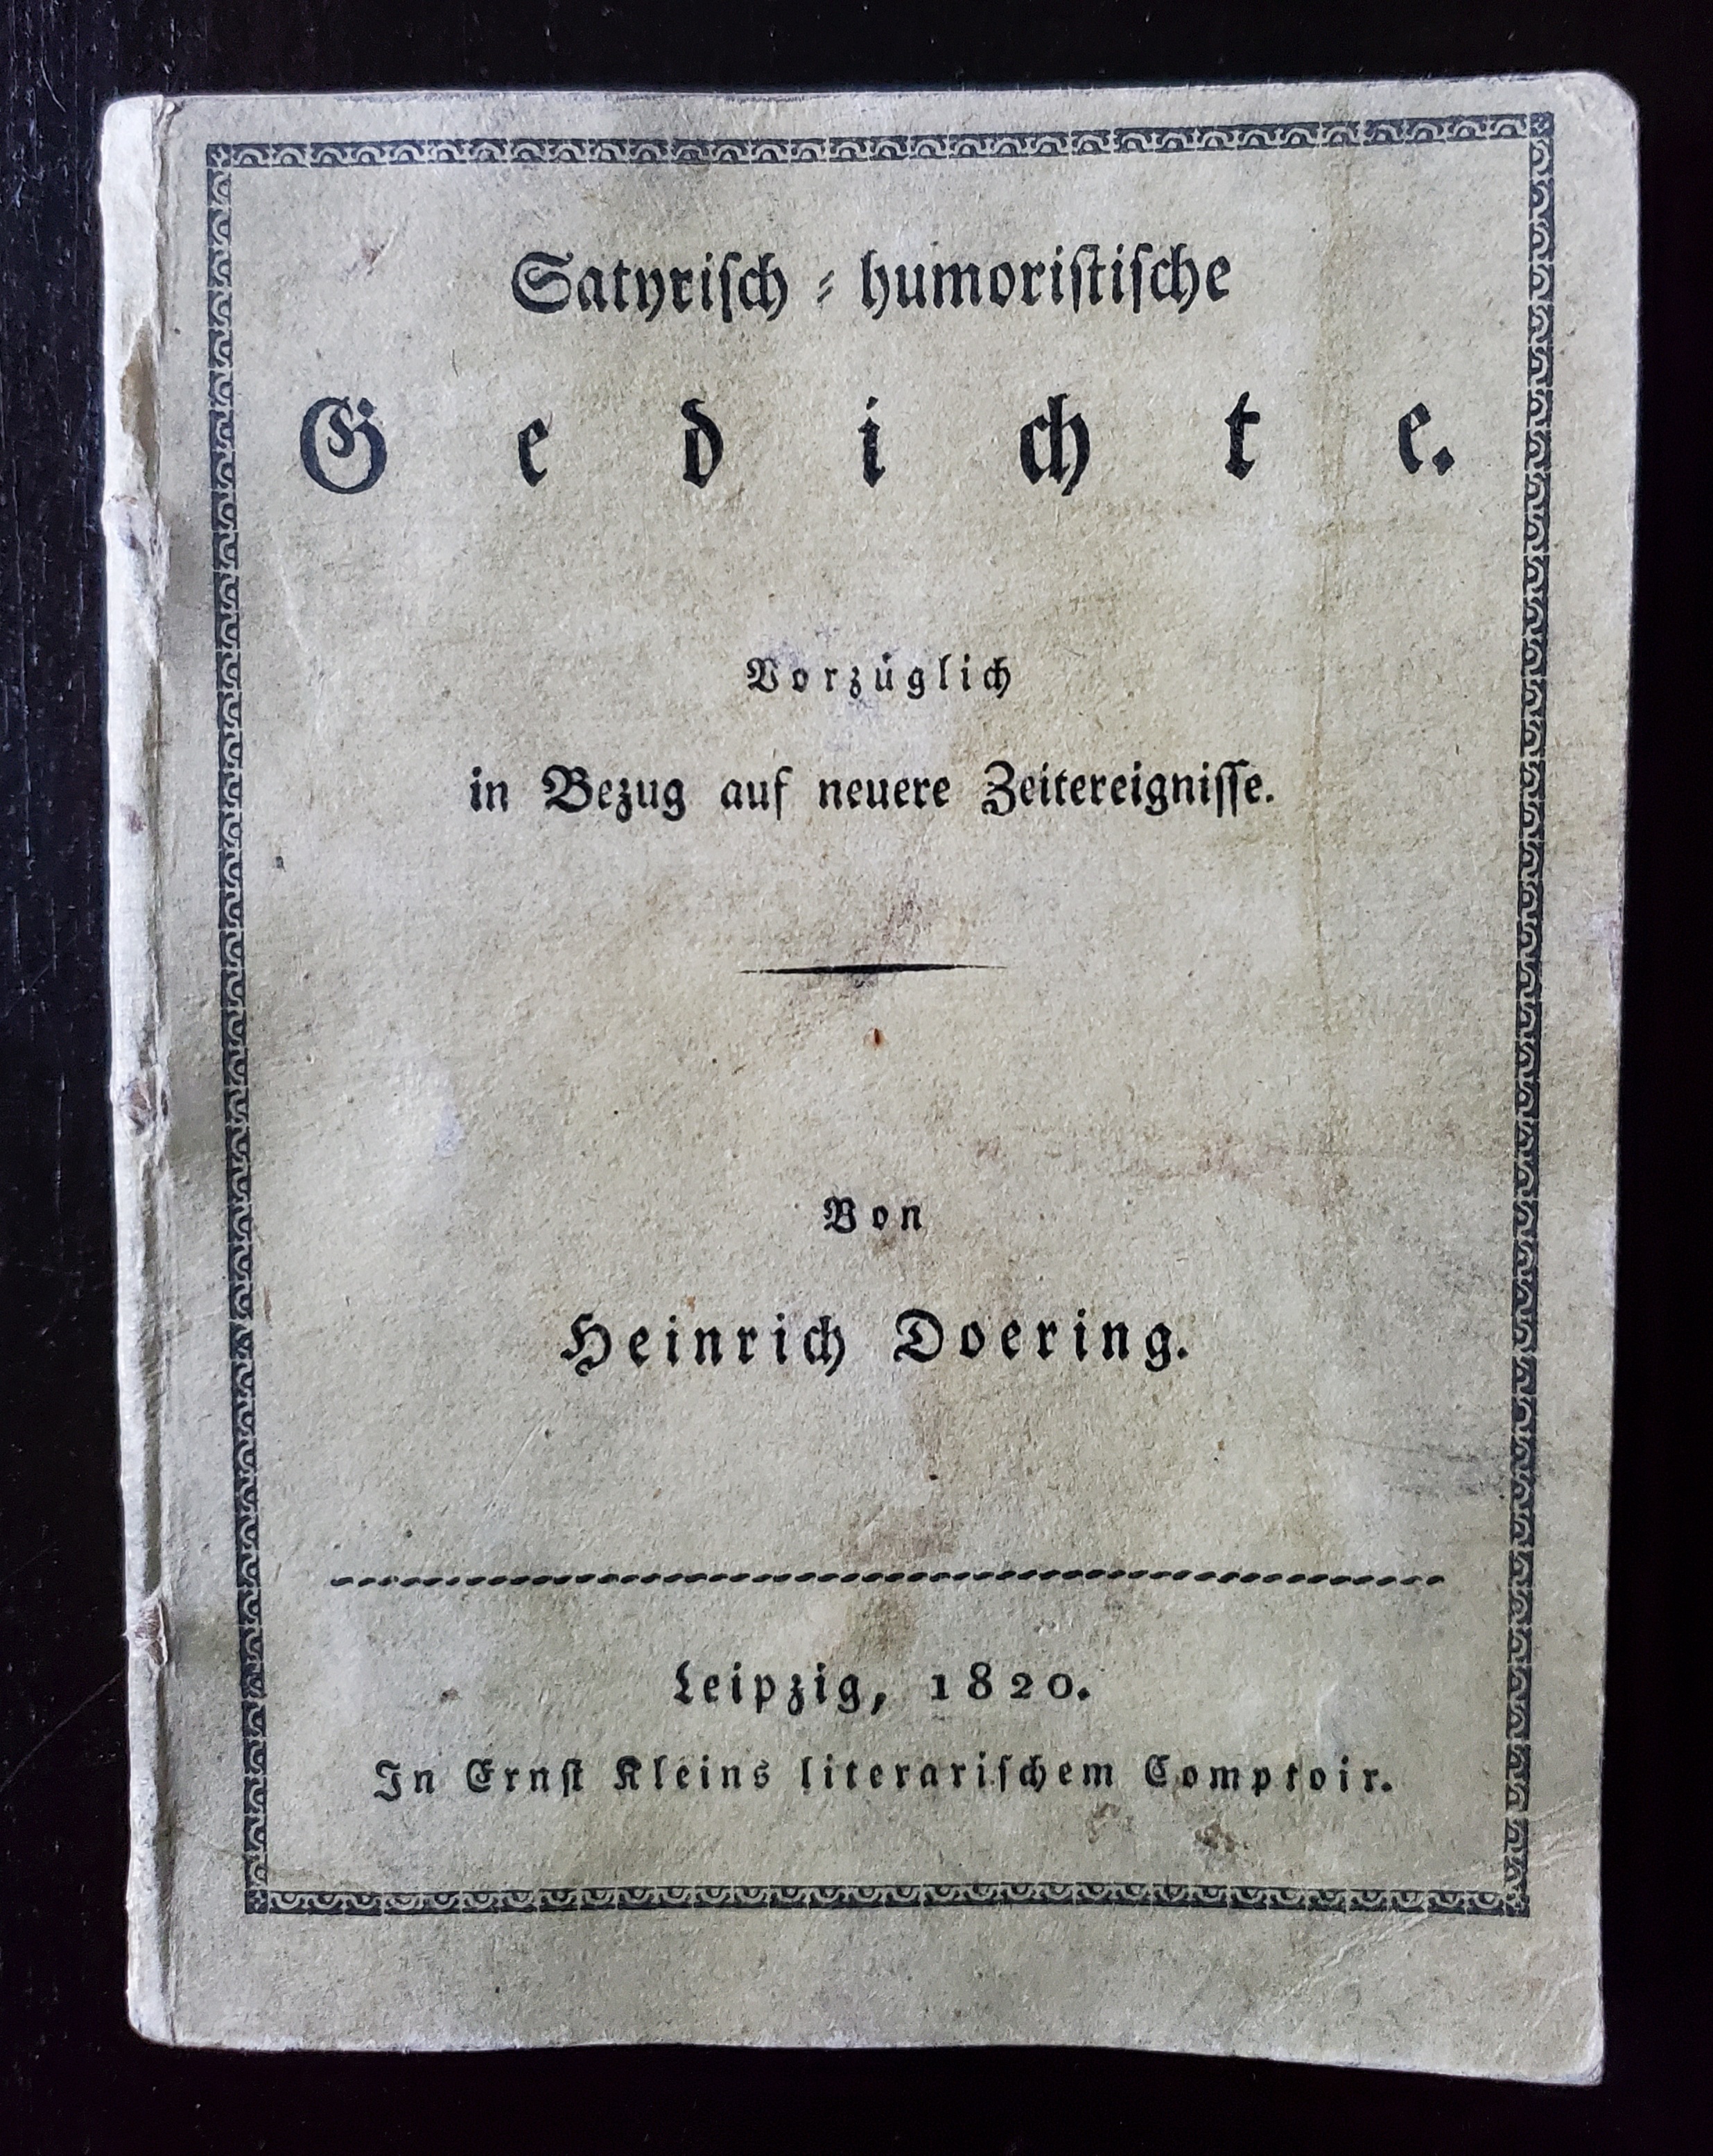 Satyriſch-humoriſtiſche
Gedichte.
Vorzüglich
in Bezug auf neuere Zeitereigniſſe.
Von
Heinrich Doering.
Leipzig, 1820.
In Ernſt Kleins literariſchem Comptoir.